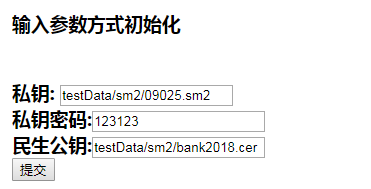 输入参数方式初始化
私钥: testData/sm2/09025.sm2
私钥密码:123123
民生公钥:testData/sm2/bank2018.cer
提交